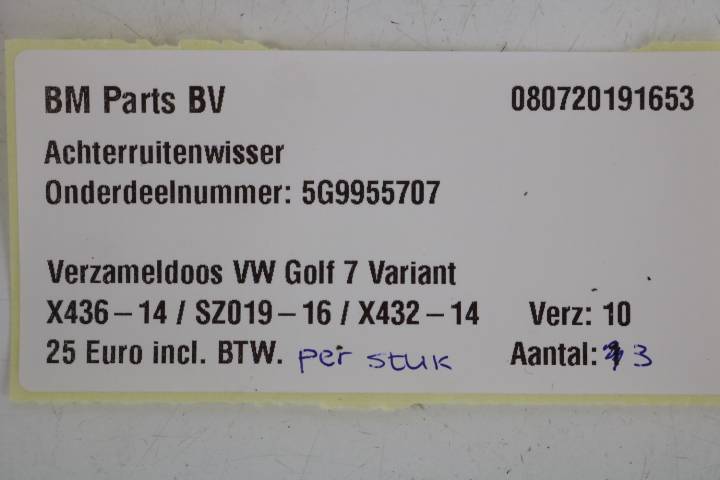 BM Parts BV 080720191653
Achterruitenwisser
Onderdeelnummer: 5G9955707
Verzameldoos VW Golf 7 Variant
X436-14 / SZ019-16 / X432-14 Verz: 10
25 Euro incl. BTW. per stuk Aantal: 3